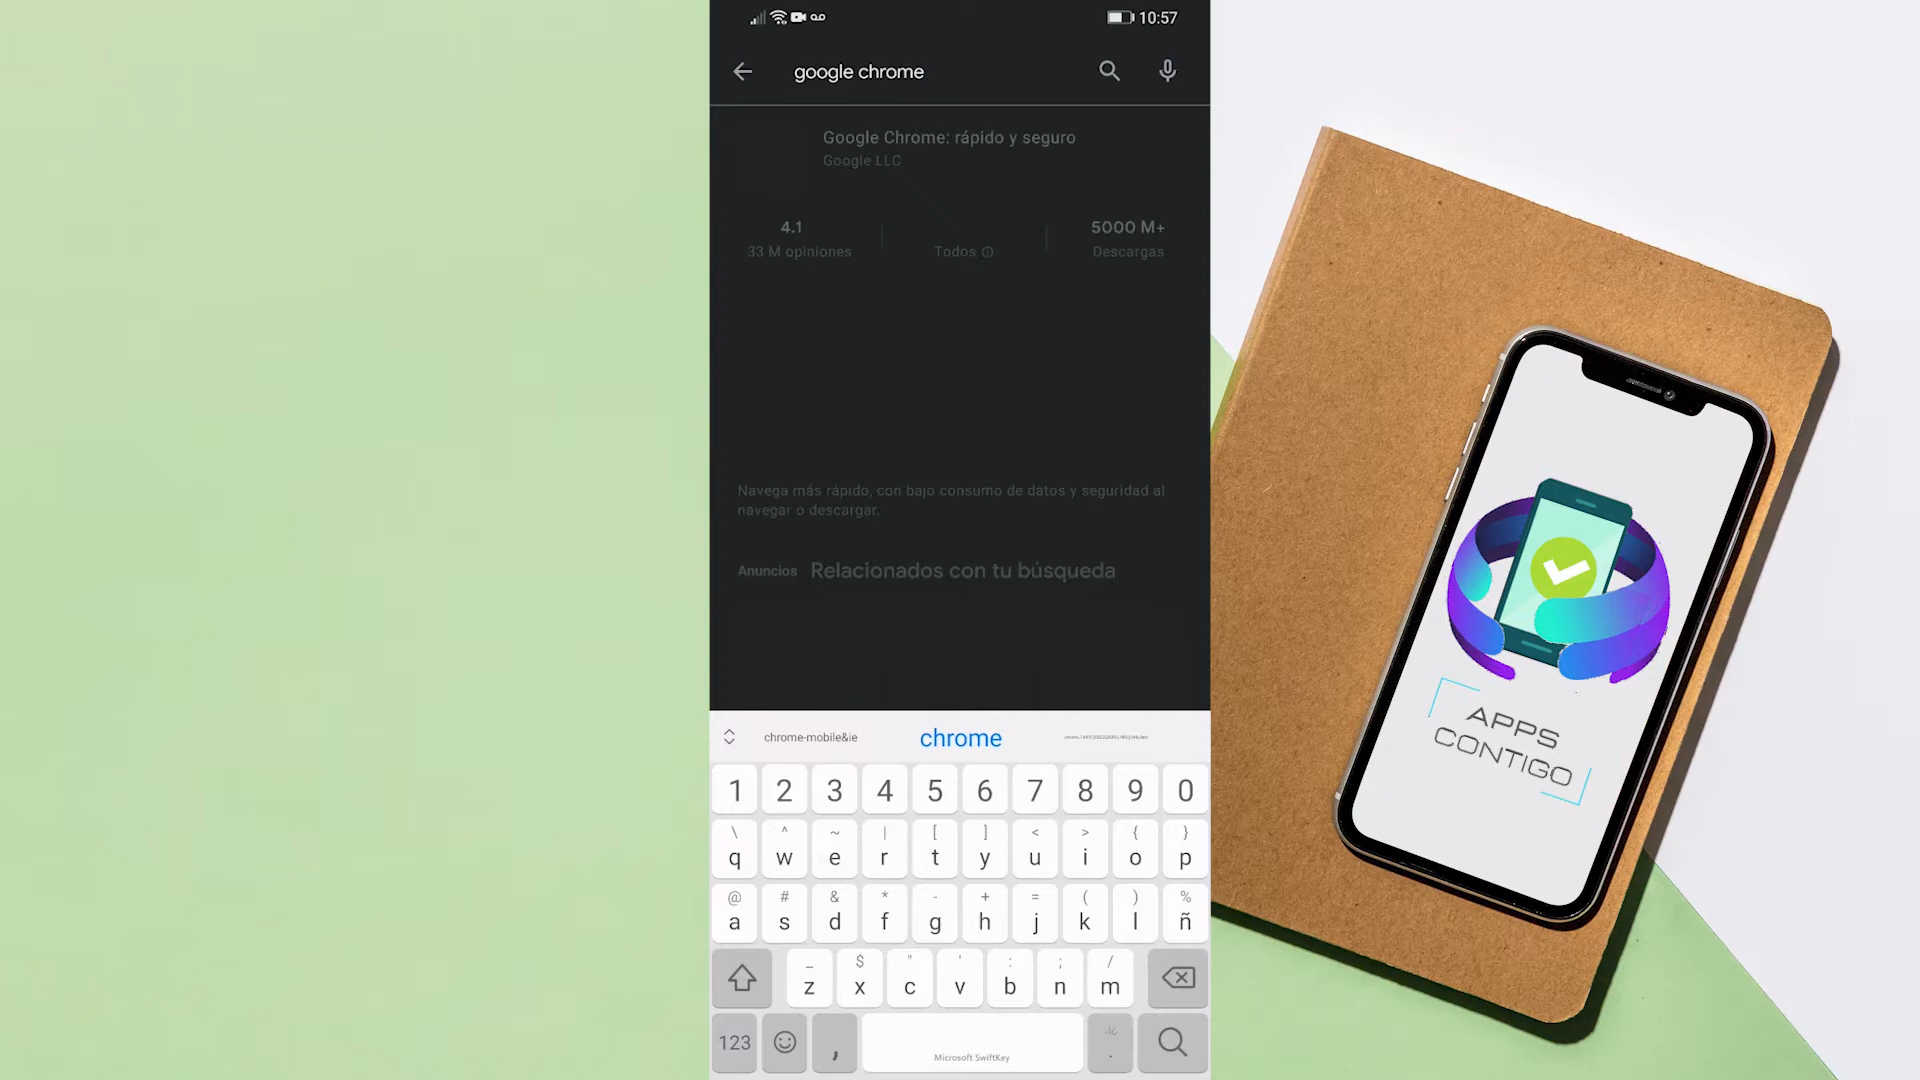 10:57
google chrome
Google Chrome: rápido y seguro
Google LLC
4.1
5000 M+
33 M opiniones
Todos
Descargas
Navega más rápido, con bajo consumo de datos y seguridad al
navegar o descargar.
Anuncios Relacionados con tu búsqueda
chrome-mobile&ie chrome
1 2 3 4 5 6 7 8 9 0
\ ^ ~ | [ ] < > { }
q w e r t y u i o p
@ # & * - + = ( ) %
a s d f g h j k l ñ
_ $ " ' : ; /
z x c v b n m
123 , .
Microsoft SwiftKey
APPS
CONTIGO